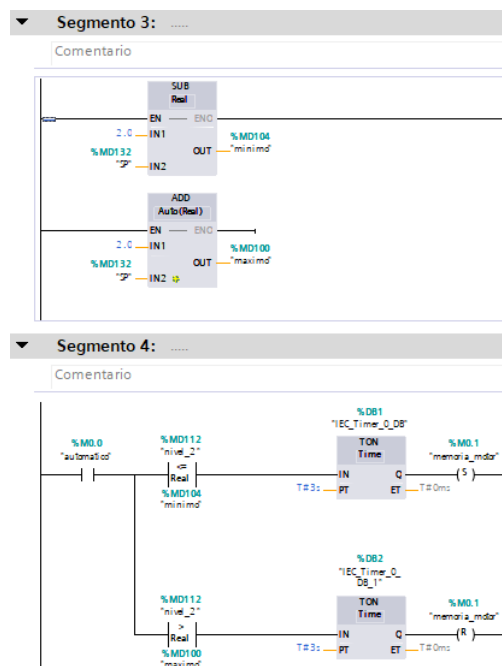 Segmento 3: .....
Comentario
SUB
Real
EN ENO
2.0 IN1
%MD104
"minimo"
%MD132
"SP"
OUT
IN2
ADD
Auto(Real)
EN ENO
2.0 IN1
%MD100
"maximo"
%MD132
"SP"
OUT
IN2
Segmento 4: .....
Comentario
%M0.0
"automatico"
%MD112
"nivel_2"
<=
Real
%MD104
"minimo"
%DB1
"IEC_Timer_0_DB"
TON
Time
IN Q
T#3s PT ET T#0ms
%M0.1
"memoria_motor"
S
%MD112
"nivel_2"
>
Real
%MD100
"maximo"
%DB2
"IEC_Timer_0_
DB_1"
TON
Time
IN Q
T#3s PT ET T#0ms
%M0.1
"memoria_motor"
R